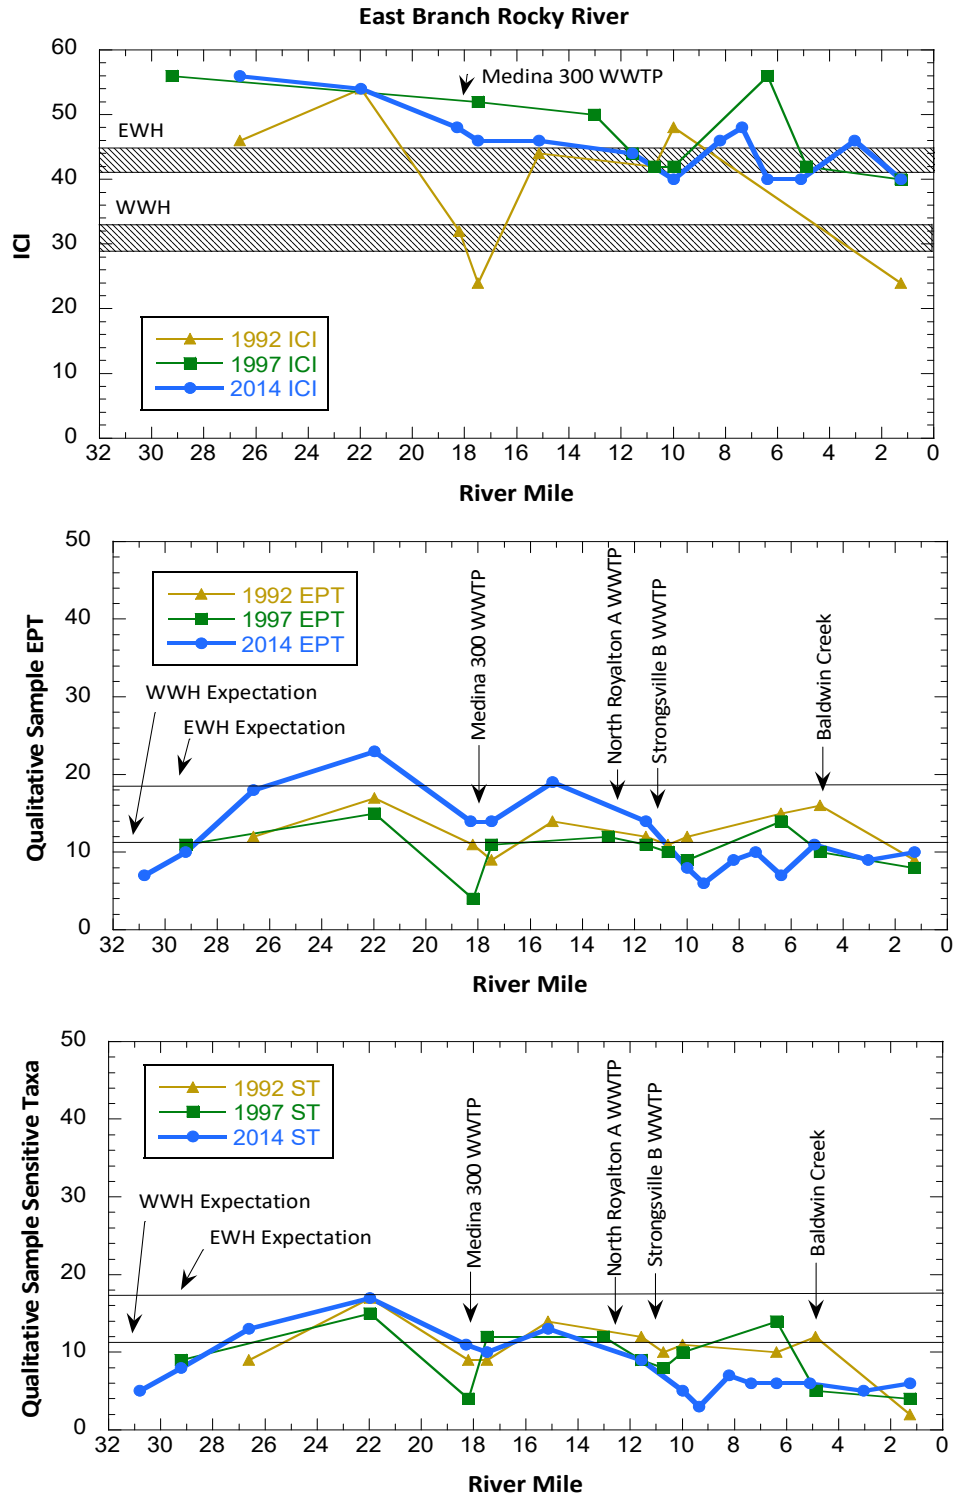 East Branch Rocky River
60
50
40
30
20
10
0
ICI
EWH
WWH
Medina 300 WWTP
1992 ICI
1997 ICI
2014 ICI
32 30 28 26 24 22 20 18 16 14 12 10 8 6 4 2 0
River Mile
50
40
30
20
10
0
Qualitative Sample EPT
1992 EPT
1997 EPT
2014 EPT
WWH Expectation
EWH Expectation
Medina 300 WWTP
North Royalton A WWTP
Strongsville B WWTP
Baldwin Creek
32 30 28 26 24 22 20 18 16 14 12 10 8 6 4 2 0
River Mile
50
40
30
20
10
0
Qualitative Sample Sensitive Taxa
1992 ST
1997 ST
2014 ST
WWH Expectation
EWH Expectation
Medina 300 WWTP
North Royalton A WWTP
Strongsville B WWTP
Baldwin Creek
32 30 28 26 24 22 20 18 16 14 12 10 8 6 4 2 0
River Mile